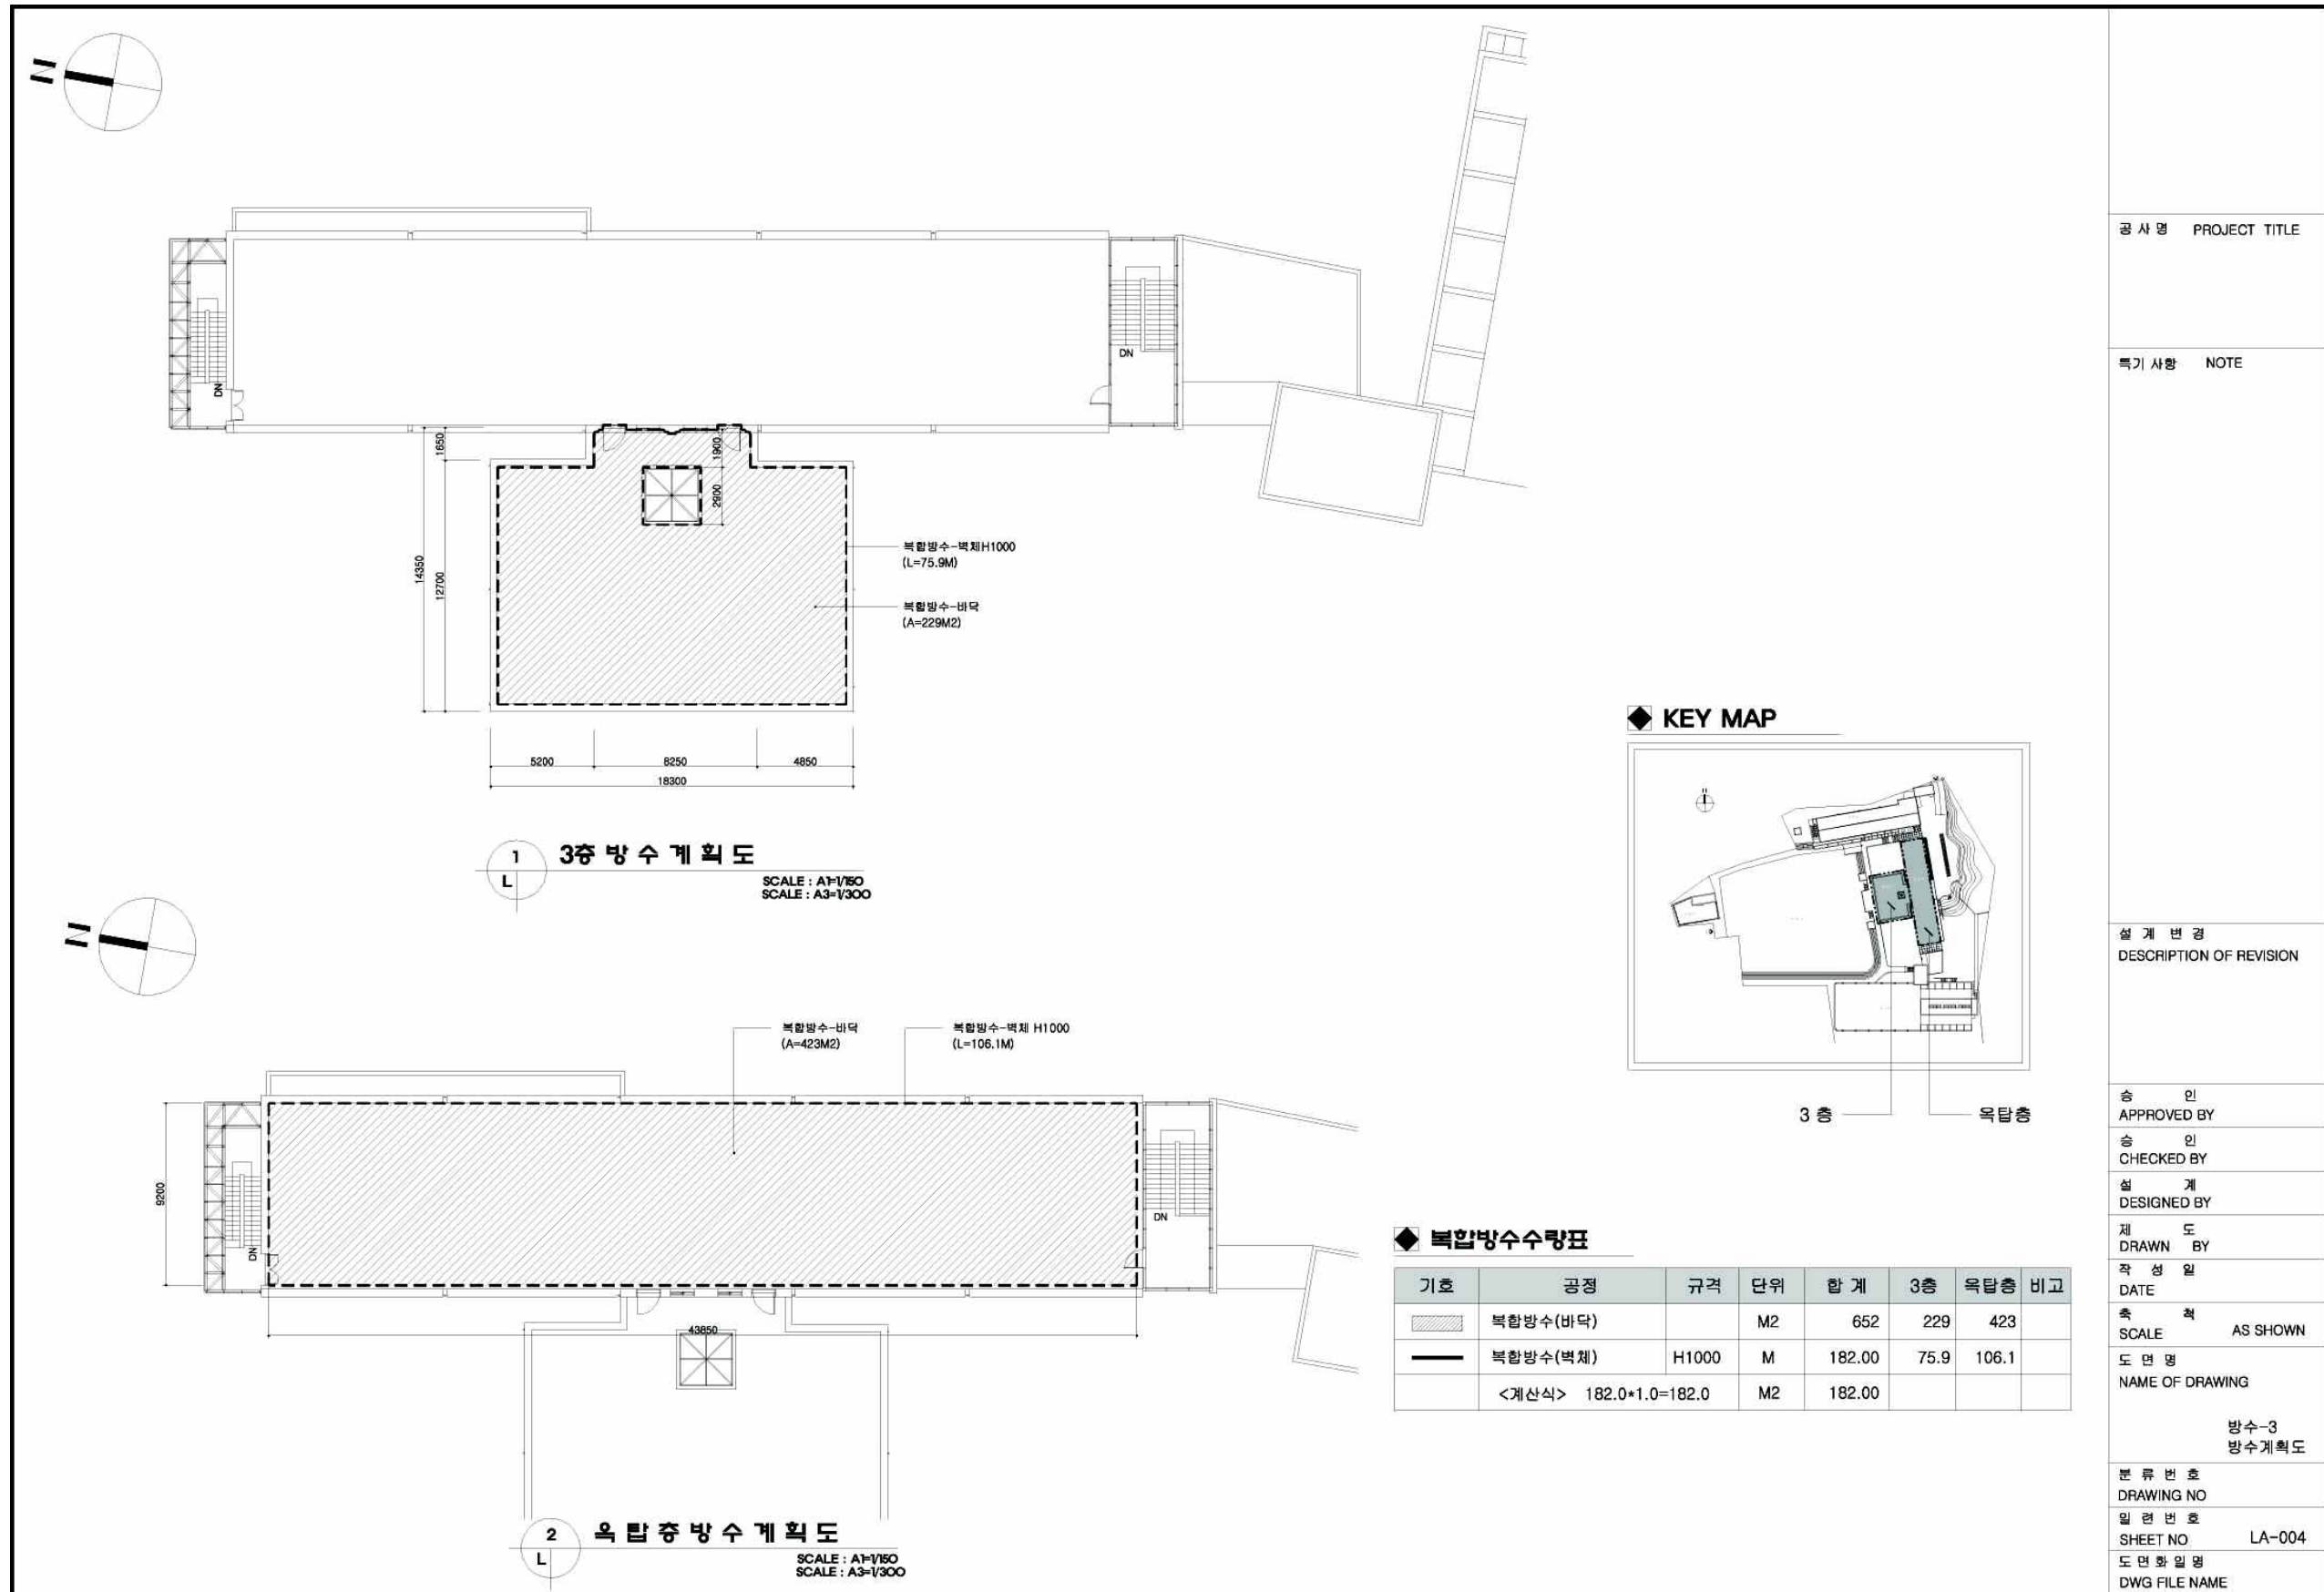 N
DN
DN
1650
1900
2900
14350
12700
복합방수-벽체H1000
(L=75.9M)
복합방수-바닥
(A=229M2)
5200 8250 4850
18300
1 3층방수계획도
L
SCALE : A1=1/150
SCALE : A3=1/300
N
복합방수-바닥
(A=423M2)
복합방수-벽체 H1000
(L=106.1M)
9200
DN
DN
43850
2 옥탑층방수계획도
L
SCALE : A1=1/150
SCALE : A3=1/300
KEY MAP
3 층
옥탑층
복합방수수량표
기호 공정 규격 단위 합 계 3층 옥탑층 비고
복합방수(바닥) M2 652 229 423
복합방수(벽체) H1000 M 182.00 75.9 106.1
<계산식> 182.0*1.0=182.0 M2 182.00
공 사 명 PROJECT TITLE
특기 사항 NOTE
설 계 변 경
DESCRIPTION OF REVISION
승 인
APPROVED BY
승 인
CHECKED BY
설 계
DESIGNED BY
제 도
DRAWN BY
작 성 일
DATE
축 척
SCALE AS SHOWN
도 면 명
NAME OF DRAWING
방수-3
방수계획도
분 류 번 호
DRAWING NO
일 련 번 호
SHEET NO LA-004
도 면 화 일 명
DWG FILE NAME